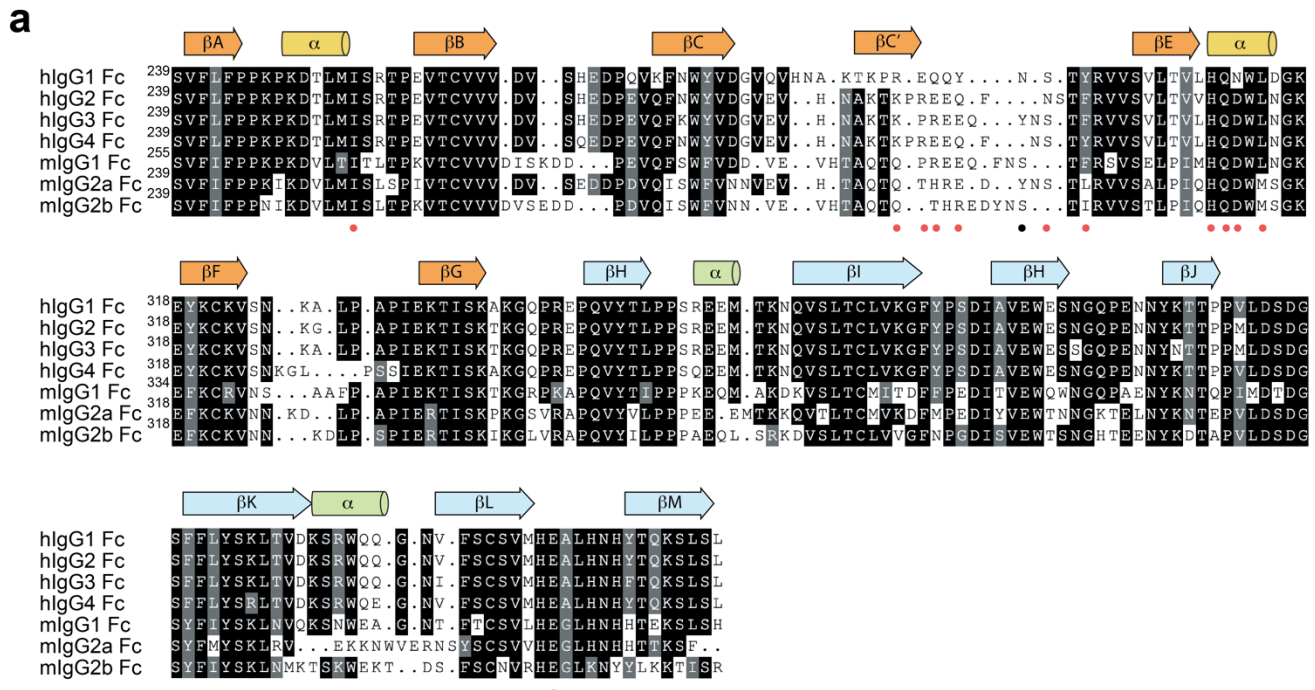 a
βA α βB βC βC′ βE α
hIgG1 Fc 239 SVFLFPPKPKDTLMISRTPEVTCVVV.DV..SHEDPQVKFNWYVDGVQVHNA.KTKPR.EQQY....N.S.TYRVVSVLTVLHQNWLDGK
hIgG2 Fc 239 SVFLFPPKPKDTLMISRTPEVTCVVV.DV..SHEDPEVQFNWYVDGVEV..H.NAKTKPREEQ.F....NSTFRVVSVLTVVHQDWLNGK
hIgG3 Fc 239 SVFLFPPKPKDTLMISRTPEVTCVVV.DV..SHEDPEVQFNWYVDGVEV..H.NAKTK.PREEQ...YNS.TFRVVSVLTVLHQDWLNGK
hIgG4 Fc 239 SVFLFPPKPKDTLMISRTPEVTCVVV.DV..SHEDPEVQFNWYVDGVEV..H.NAKTKPREEQ.F....NSTYRVVSVLTVLHQDWLNGK
mIgG1 Fc 255 SVFIFPPKPKDVLTITLTPKVTCVVVDISKDD...PEVQFSWFVDD.VE..VHTAQTQ.PREEQ.FNS...TFRSVSELPIMHQDWLNGK
mIgG2a Fc 239 SVFIFPPKIKDVLMISLSPIVTCVVV.DV..SEDDPDVQISWFVNNVEV..HTAQTQ.THRE.D..YNS.TLRVVSALPIQHQDWMSGK
mIgG2b Fc 239 SVFIFPPNIKDVLMISLTPKVTCVVVDVSEDD...PDVQISWFVNN.VE..VHTAQTQ..THREDYNS...TIRVVSTLPIQHQDWMSGK
βF βG βH α βI βH βJ
hIgG1 Fc 318 EYKCKVSN..KA.LP.APIEKTISKAKGQPREPQVYTLPPSREEM.TKNQVSLTCLVKGFYPSDIAVEWESNGQPENNYKTTPPVLDSDG
hIgG2 Fc 318 EYKCKVSN..KG.LP.APIEKTISKTKGQPREPQVYTLPPSREEM.TKNQVSLTCLVKGFYPSDIAVEWESNGQPENNYKTTPPMLDSDG
hIgG3 Fc 318 EYKCKVSN..KA.LP.APIEKTISKTKGQPREPQVYTLPPSREEM.TKNQVSLTCLVKGFYPSDIAVEWESSGQPENNYNTTPPMLDSDG
hIgG4 Fc 318 EYKCKVSNKGL....PSSIEKTISKAKGQPREPQVYTLPPSQEEM.TKNQVSLTCLVKGFYPSDIAVEWESNGQPENNYKTTPPVLDSDG
mIgG1 Fc 334 EFKCRVNS...AAFP.APIEKTISKTKGRPKAPQVYTIPPPKEQM.AKDKVSLTCMITDFFPEDITVEWQWNGQPAENYKNTQPIMDTDG
mIgG2a Fc 318 EFKCKVNN.KD..LP.APIERTISKPKGSVRAPQVYVLPPPEE.EMTKKQVTLTCMVKDFMPEDIYVEWTNNGKTELNYKNTEPVLDSDG
mIgG2b Fc 318 EFKCKVNN...KDLP.SPIERTISKIKGLVRAPQVYILPPPAEQL.SRKDVSLTCLVVGFNPGDISVEWTSNGHTEENYKDTAPVLDSDG
βK α βL βM
hIgG1 Fc SFFLYSKLTVDKSRWQQ.G.NV.FSCSVMHEALHNHYTQKSLSL
hIgG2 Fc SFFLYSKLTVDKSRWQQ.G.NV.FSCSVMHEALHNHYTQKSLSL
hIgG3 Fc SFFLYSKLTVDKSRWQQ.G.NI.FSCSVMHEALHNHFTQKSLSL
hIgG4 Fc SFFLYSRLTVDKSRWQE.G.NV.FSCSVMHEALHNHYTQKSLSL
mIgG1 Fc SYFIYSKLNVQKSNWEA.G.NT.FTCSVLHEGLHNHHTEKSLSH
mIgG2a Fc SYFMYSKLRV...EKKNWVERNSYSCSVVHEGLHNHHTTKSF..
mIgG2b Fc SYFIYSKLNMKTSKWEKT..DS.FSCNVRHEGLKNYYLKKTISR